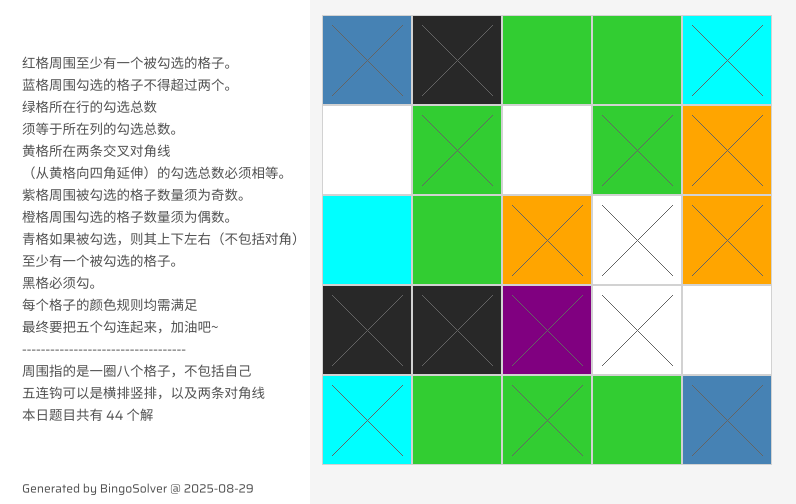 红格周围至少有一个被勾选的格子。
蓝格周围勾选的格子不得超过两个。
绿格所在行的勾选总数
须等于所在列的勾选总数。
黄格所在两条交叉对角线
（从黄格向四角延伸）的勾选总数必须相等。
紫格周围被勾选的格子数量须为奇数。
橙格周围勾选的格子数量须为偶数。
青格如果被勾选，则其上下左右（不包括对角）
至少有一个被勾选的格子。
黑格必须勾。
每个格子的颜色规则均需满足
最终要把五个勾连起来，加油吧~
-----------------------------------
周围指的是一圈八个格子，不包括自己
五连钩可以是横排竖排，以及两条对角线
本日题目共有 44 个解
Generated by BingoSolver @ 2025-08-29